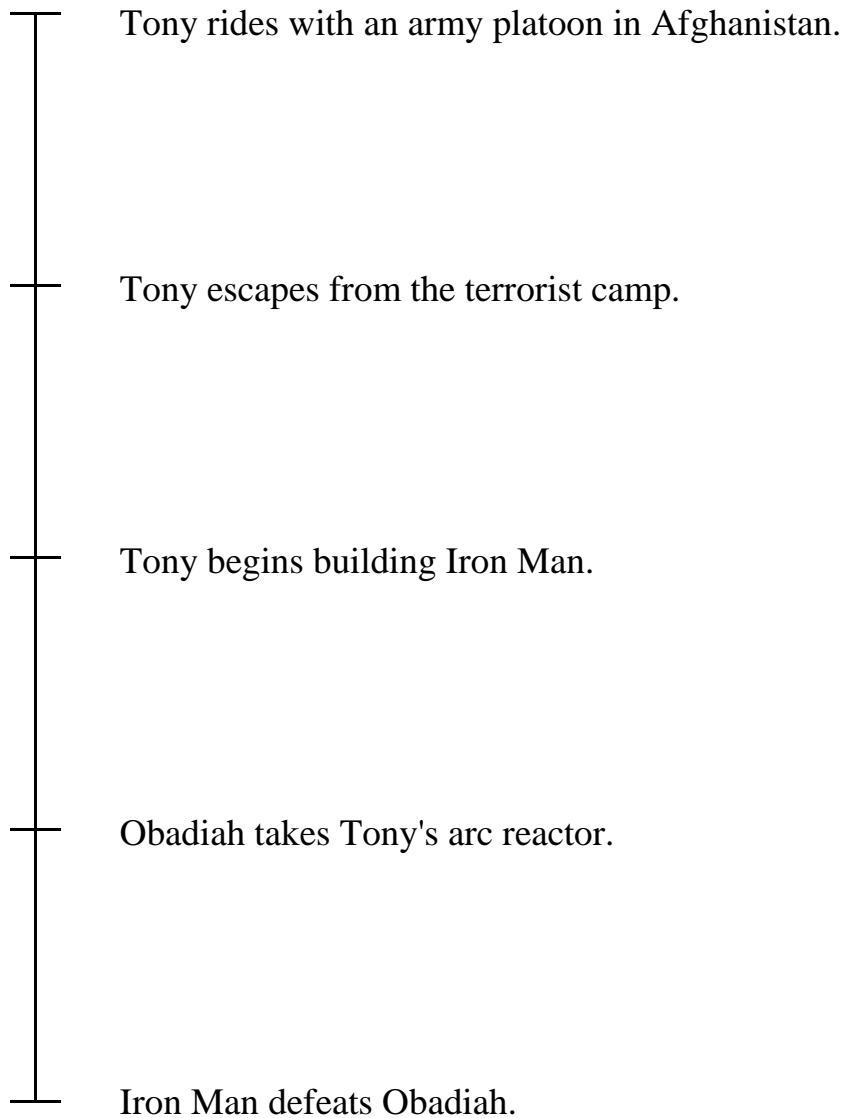 Tony rides with an army platoon in Afghanistan.
Tony escapes from the terrorist camp.
Tony begins building Iron Man.
Obadiah takes Tony's arc reactor.
Iron Man defeats Obadiah.